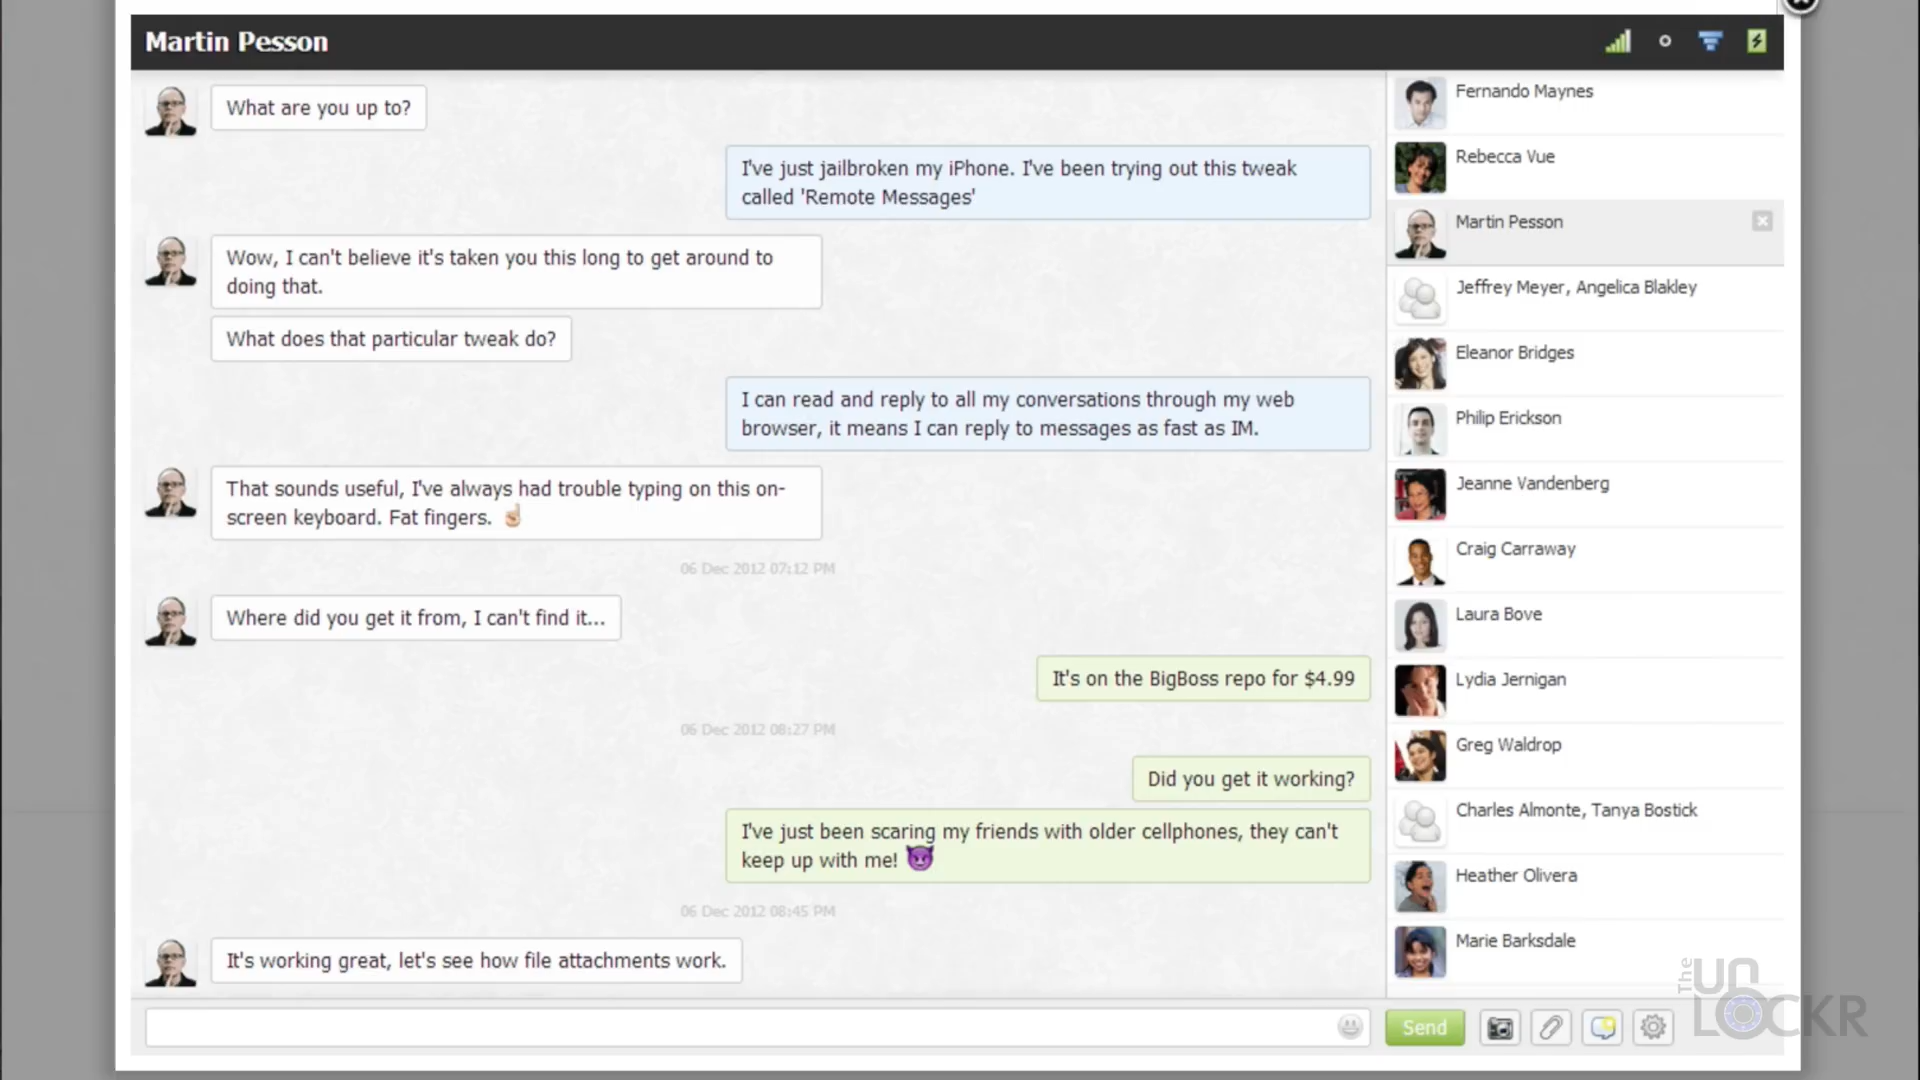 Martin Pesson
What are you up to?
I've just jailbroken my iPhone. I've been trying out this tweak
called 'Remote Messages'
Wow, I can't believe it's taken you this long to get around to
doing that.
What does that particular tweak do?
I can read and reply to all my conversations through my web
browser, it means I can reply to messages as fast as IM.
That sounds useful, I've always had trouble typing on this on-
screen keyboard. Fat fingers. ☝
06 Dec 2012 07:12 PM
Where did you get it from, I can't find it...
It's on the BigBoss repo for $4.99
06 Dec 2012 08:27 PM
Did you get it working?
I've just been scaring my friends with older cellphones, they can't
keep up with me! 😈
06 Dec 2012 08:45 PM
It's working great, let's see how file attachments work.
Send
Fernando Maynes
Rebecca Vue
Martin Pesson
Jeffrey Meyer, Angelica Blakley
Eleanor Bridges
Philip Erickson
Jeanne Vandenberg
Craig Carraway
Laura Bove
Lydia Jernigan
Greg Waldrop
Charles Almonte, Tanya Bostick
Heather Olivera
Marie Barksdale
The UN
LOCKR